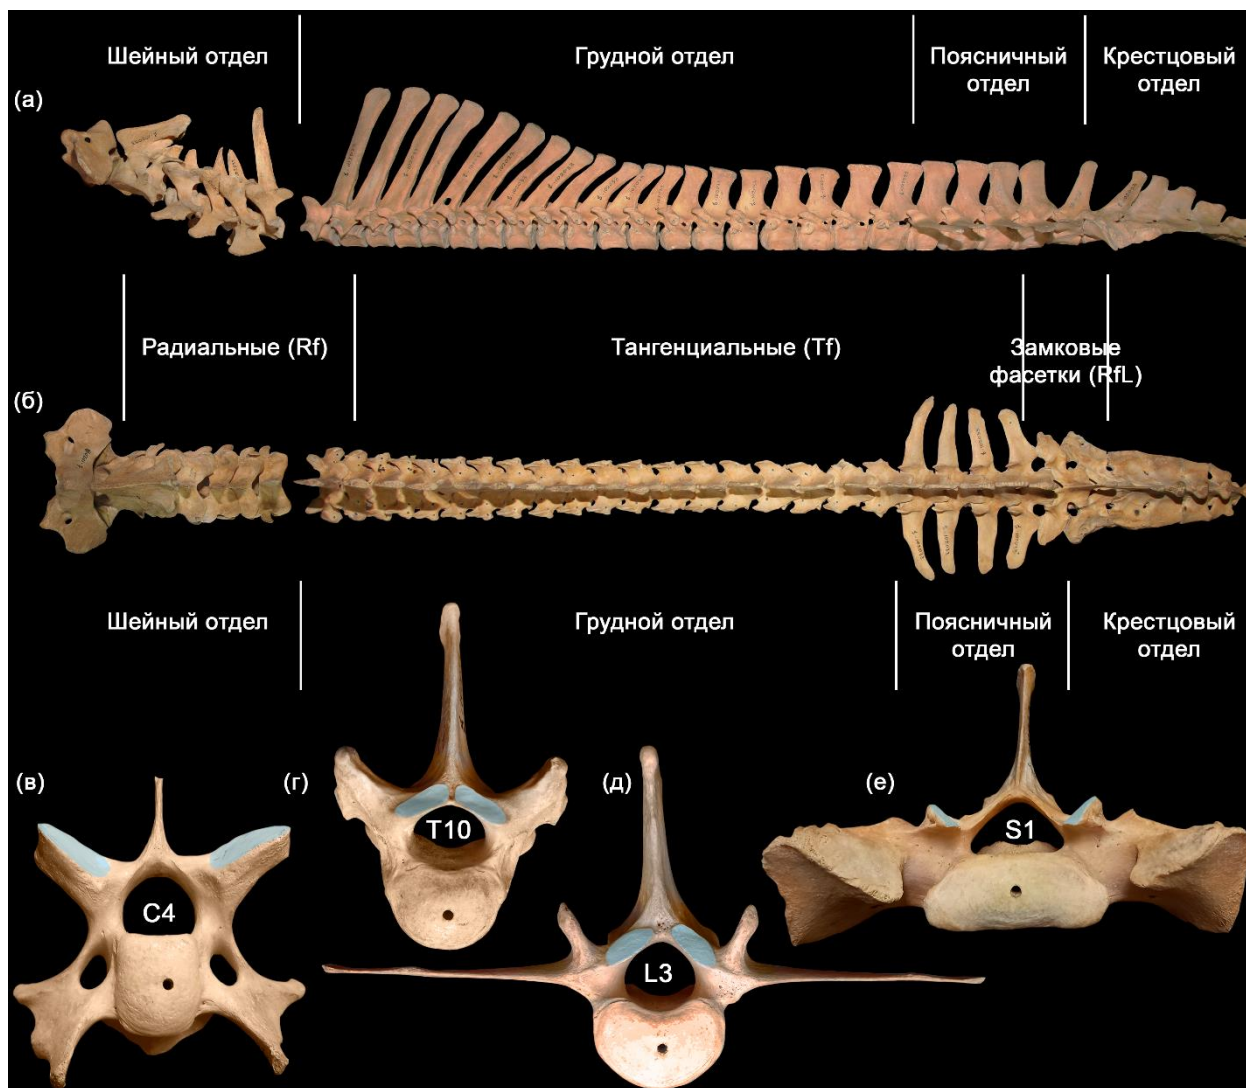 Шейный отдел
Грудной отдел
Поясничный
отдел
Крестцовый
отдел
(а)
Радиальные (Rf)
Тангенциальные (Tf)
Замковые
фасетки (RfL)
(б)
Шейный отдел
Грудной отдел
Поясничный
отдел
Крестцовый
отдел
(в)
(г)
(д)
(е)
T10
S1
C4
L3